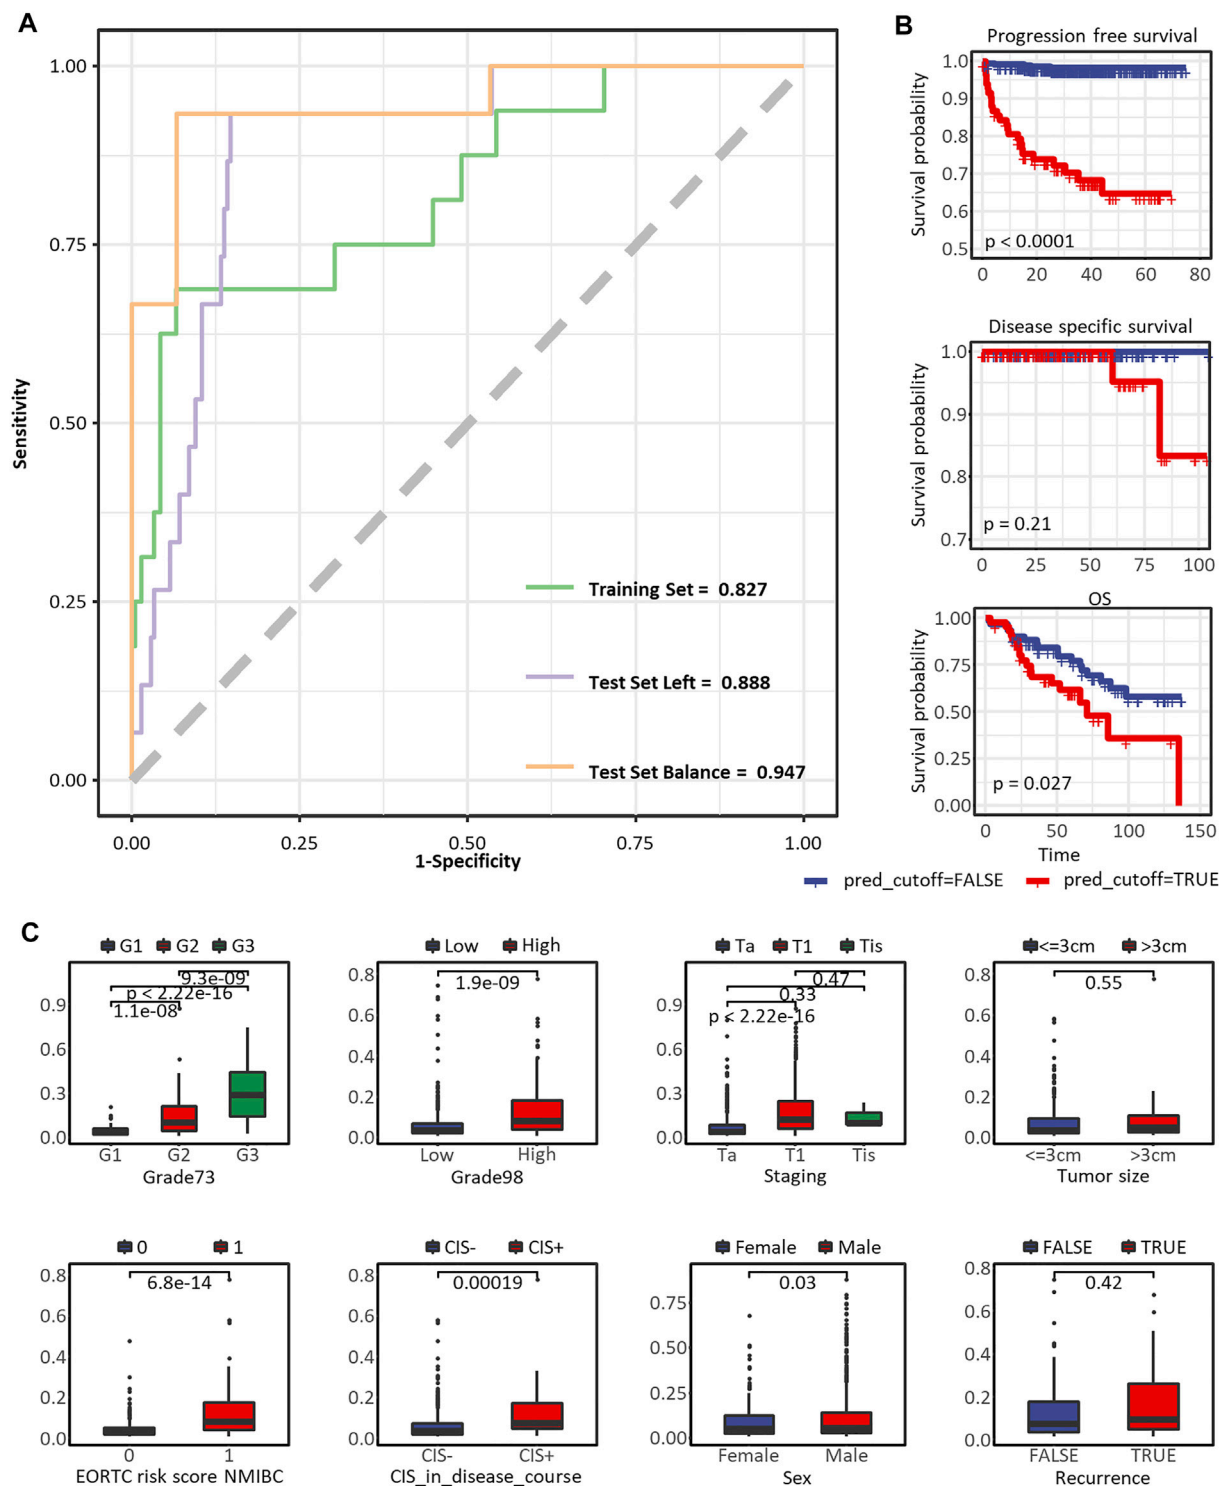 A
1.00
0.75
0.50
0.25
0.00
Sensitivity
Training Set = 0.827
Test Set Left = 0.888
Test Set Balance = 0.947
0.00 0.25 0.50 0.75 1.00
1-Specificity
B
Progression free survival
1.0
0.9
0.8
0.7
0.6
0.5
Survival probability
p < 0.0001
0 20 40 60 80
Disease specific survival
1.0
0.9
0.8
0.7
Survival probability
p = 0.21
0 25 50 75 100
OS
1.00
0.75
0.50
0.25
0.00
Survival probability
p = 0.027
0 50 100 150
Time
pred_cutoff=FALSE pred_cutoff=TRUE
C
G1 G2 G3
9.3e-09
p < 2.22e-16
1.1e-08
0.9
0.6
0.3
0.0
G1 G2 G3
Grade73
Low High
1.9e-09
0.8
0.6
0.4
0.2
0.0
Low High
Grade98
Ta T1 Tis
0.47
0.33
p < 2.22e-16
0.9
0.6
0.3
0.0
Ta T1 Tis
Staging
<=3cm >3cm
0.55
0.8
0.6
0.4
0.2
0.0
<=3cm >3cm
Tumor size
0 1
6.8e-14
0.8
0.6
0.4
0.2
0.0
0 1
EORTC risk score NMIBC
CIS- CIS+
0.00019
0.8
0.6
0.4
0.2
0.0
CIS- CIS+
CIS_in_disease_course
Female Male
0.03
0.75
0.50
0.25
0.00
Female Male
Sex
FALSE TRUE
0.42
0.8
0.6
0.4
0.2
0.0
FALSE TRUE
Recurrence